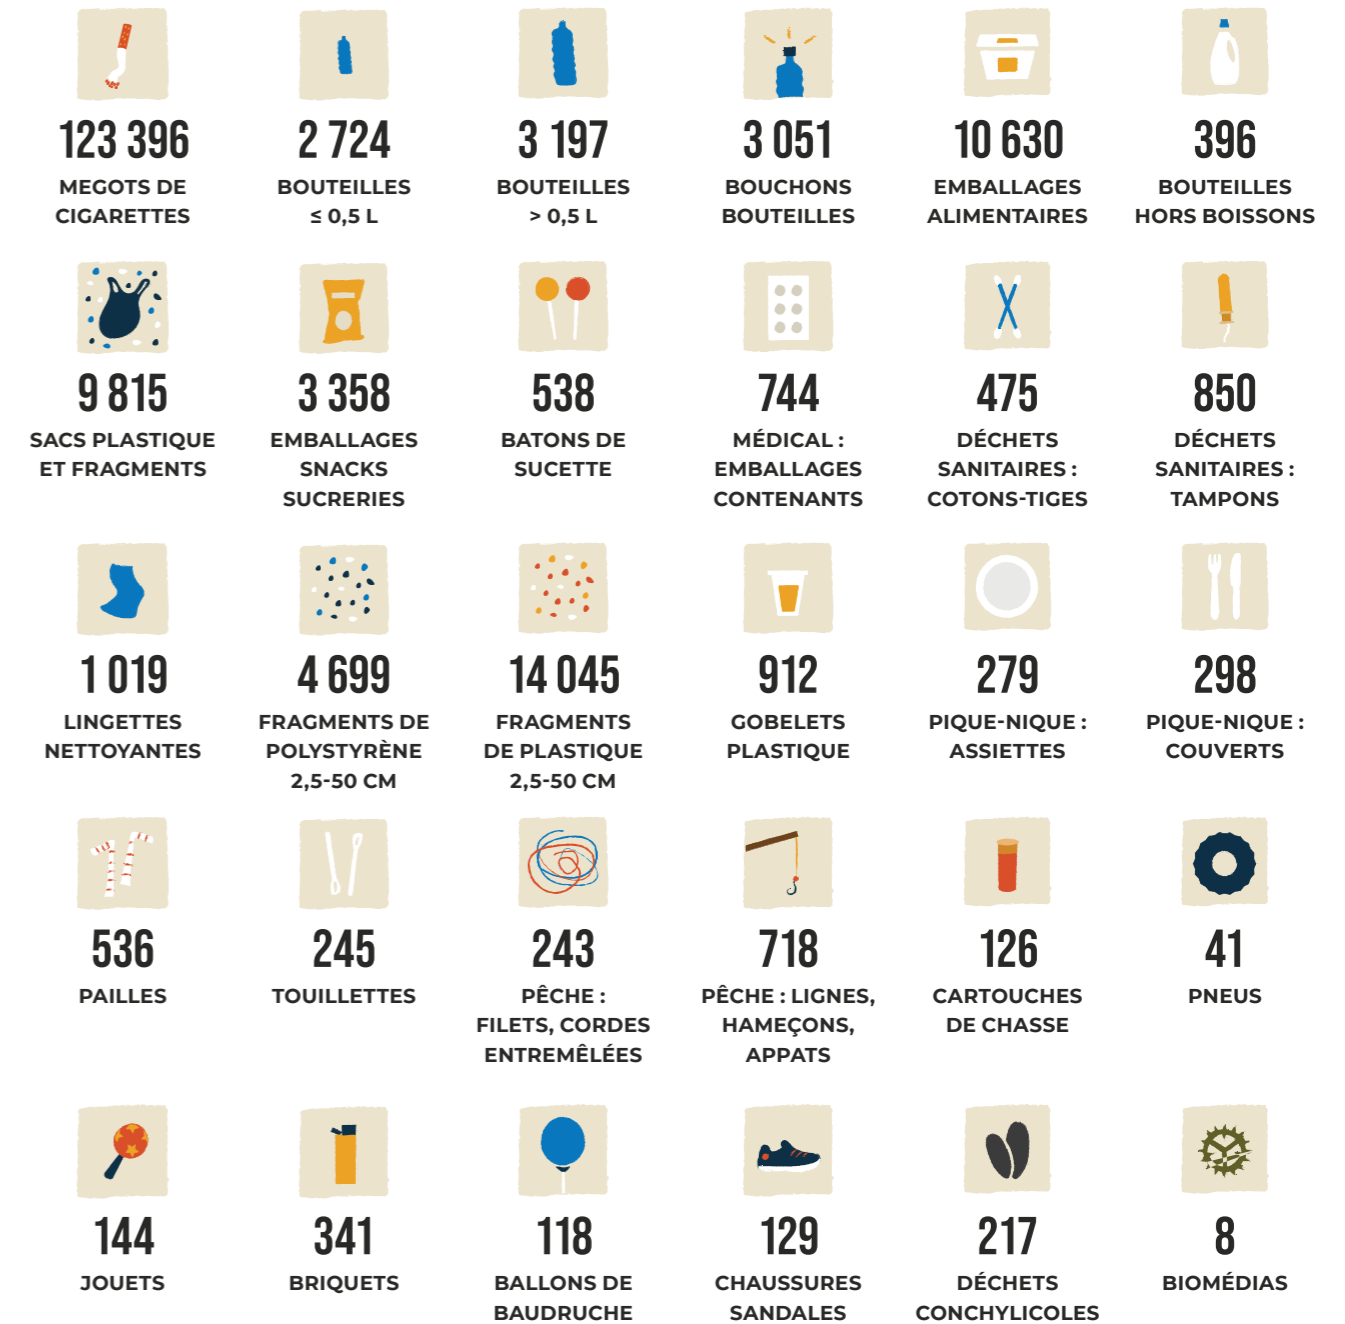 123 396
MEGOTS DE
CIGARETTES
2 724
BOUTEILLES
≤ 0,5 L
3 197
BOUTEILLES
> 0,5 L
3 051
BOUCHONS
BOUTEILLES
10 630
EMBALLAGES
ALIMENTAIRES
396
BOUTEILLES
HORS BOISSONS
9 815
SACS PLASTIQUE
ET FRAGMENTS
3 358
EMBALLAGES
SNACKS
SUCRERIES
538
BATONS DE
SUCETTE
744
MÉDICAL :
EMBALLAGES
CONTENANTS
475
DÉCHETS
SANITAIRES :
COTONS-TIGES
850
DÉCHETS
SANITAIRES :
TAMPONS
1 019
LINGETTES
NETTOYANTES
4 699
FRAGMENTS DE
POLYSTYRÈNE
2,5-50 CM
14 045
FRAGMENTS
DE PLASTIQUE
2,5-50 CM
912
GOBELETS
PLASTIQUE
279
PIQUE-NIQUE :
ASSIETTES
298
PIQUE-NIQUE :
COUVERTS
536
PAILLES
245
TOUILLETTES
243
PÊCHE :
FILETS, CORDES
ENTREMÊLÉES
718
PÊCHE : LIGNES,
HAMEÇONS,
APPATS
126
CARTOUCHES
DE CHASSE
41
PNEUS
144
JOUETS
341
BRIQUETS
118
BALLONS DE
BAUDRUCHE
129
CHAUSSURES
SANDALES
217
DÉCHETS
CONCHYLICOLES
8
BIOMÉDIAS